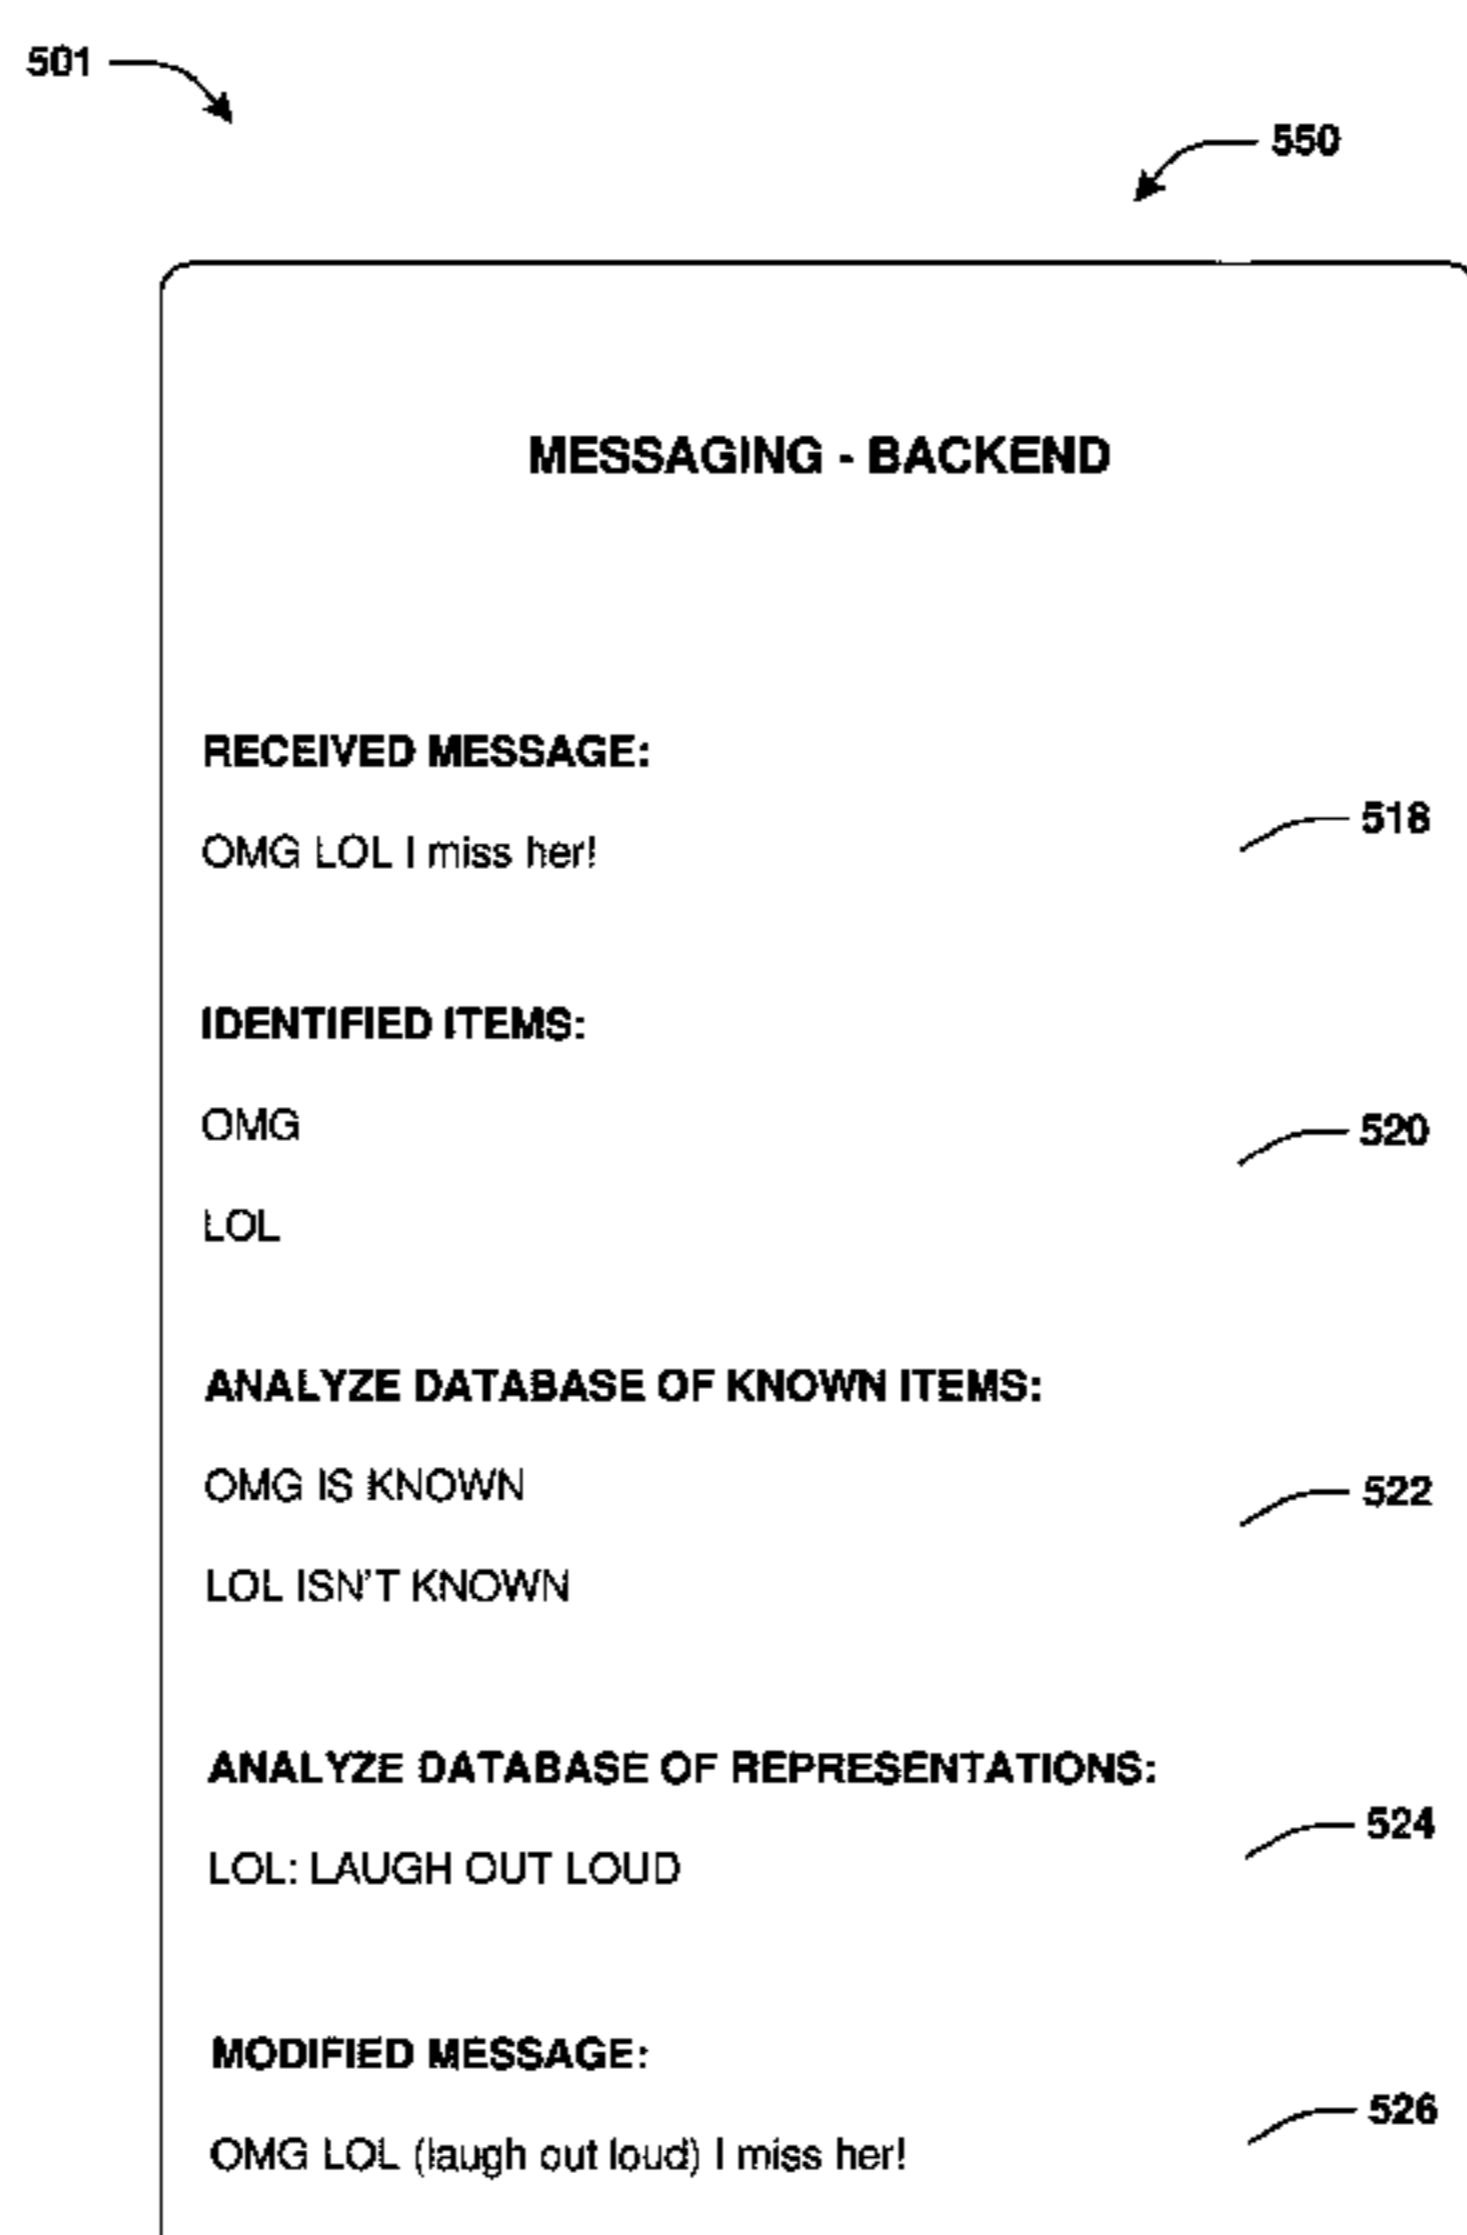 501
550
MESSAGING - BACKEND
RECEIVED MESSAGE:
518
OMG LOL I miss her!
IDENTIFIED ITEMS:
OMG
520
LOL
ANALYZE DATABASE OF KNOWN ITEMS:
OMG IS KNOWN
522
LOL ISN'T KNOWN
ANALYZE DATABASE OF REPRESENTATIONS:
524
LOL: LAUGH OUT LOUD
MODIFIED MESSAGE:
526
OMG LOL (laugh out loud) I miss her!